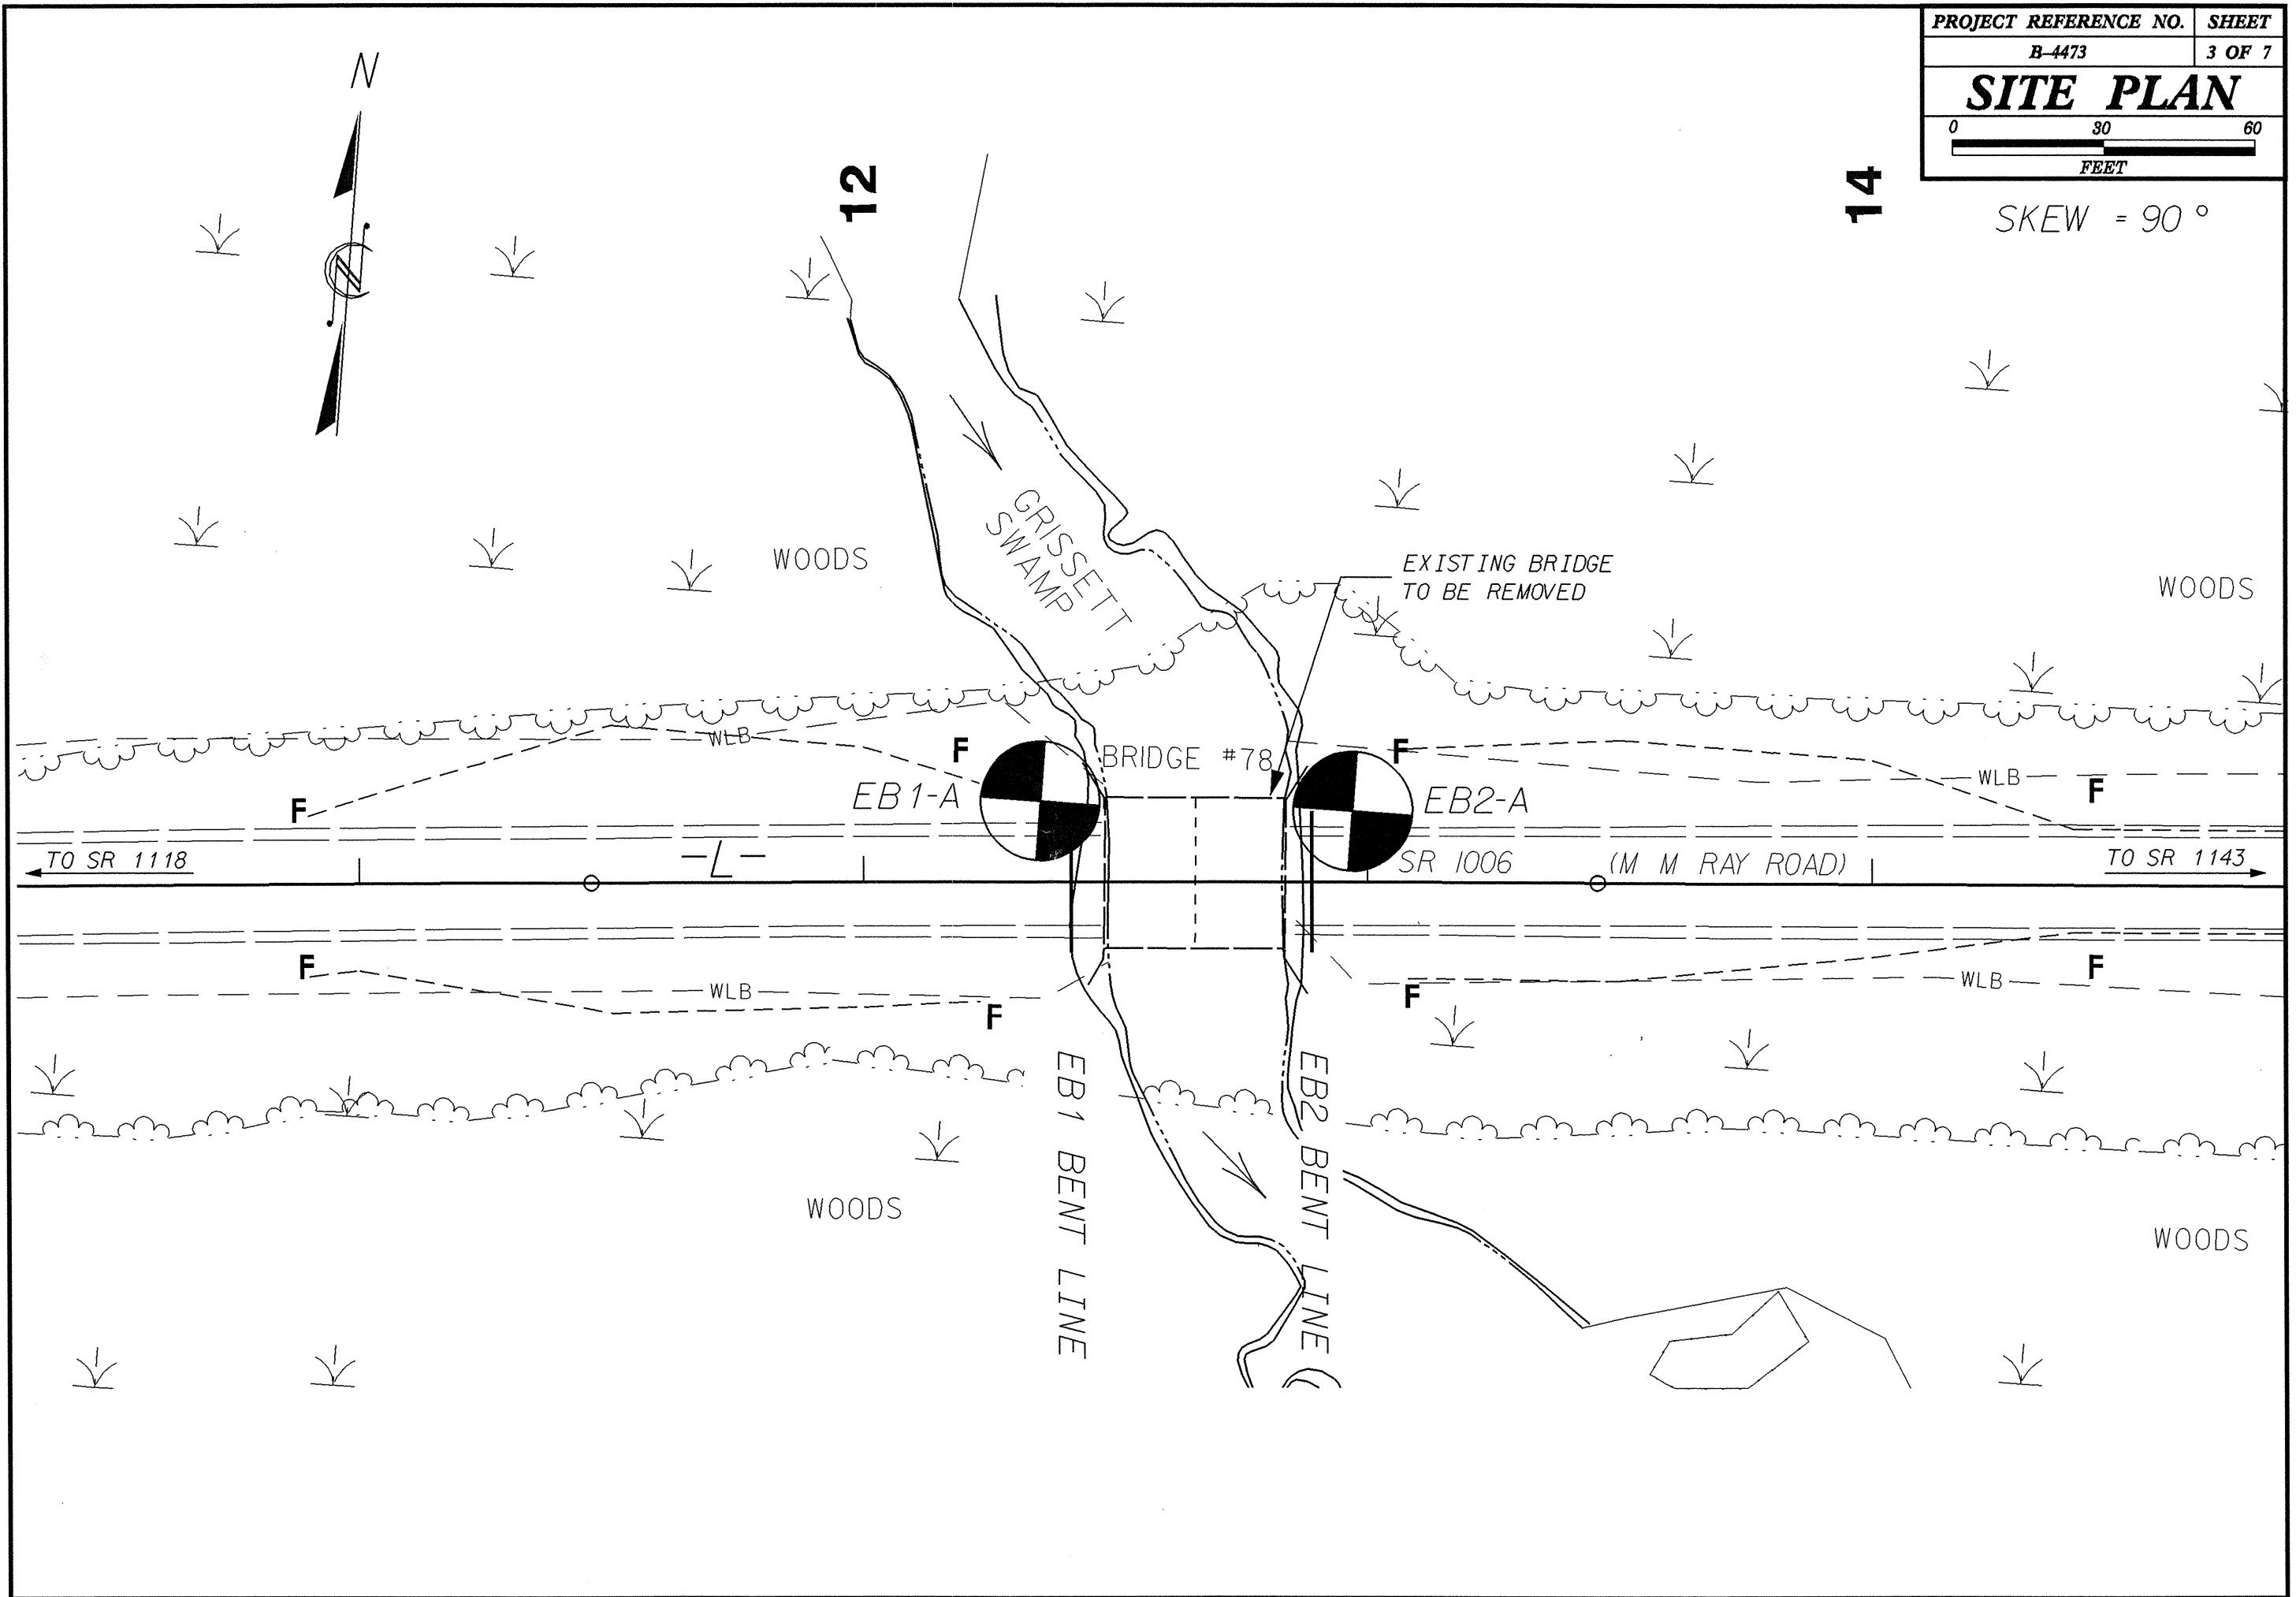 PROJECT REFERENCE NO. SHEET
B-4473 3 OF 7
SITE PLAN
0 30 60
FEET
SKEW = 90°
N
12
14
GRISSETT
SWAMP
WOODS
EXISTING BRIDGE
TO BE REMOVED
WOODS
WLB
F
BRIDGE #78
F
WLB
F
EB1-A
EB2-A
F
TO SR 1118
-L-
SR 1006
(M M RAY ROAD)
TO SR 1143
F
WLB
F
F
WLB
F
EB1 BENT LINE
EB2 BENT LINE
WOODS
WOODS